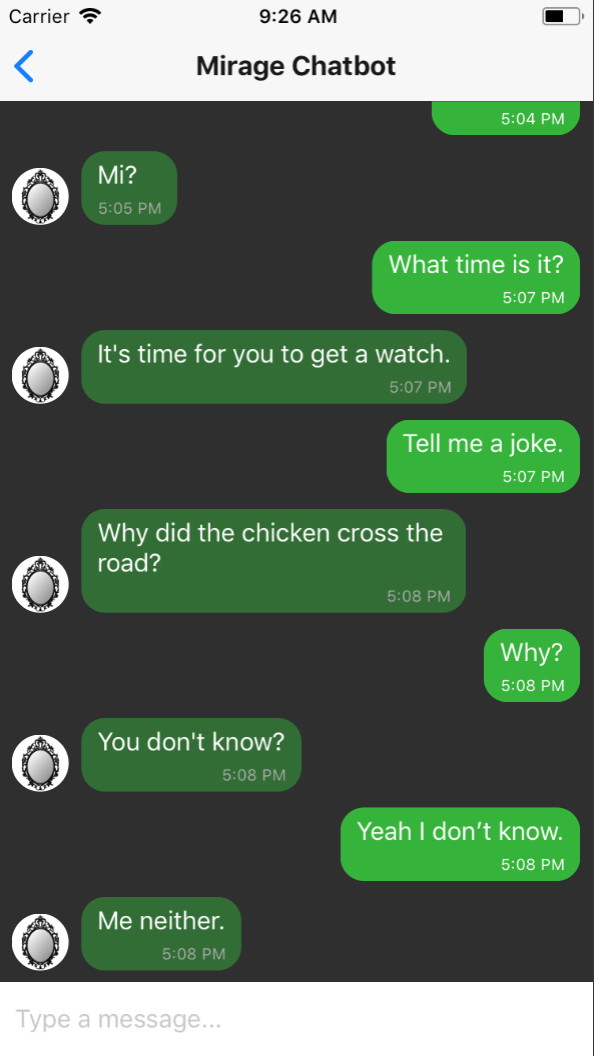 Carrier 9:26 AM
Mirage Chatbot
5:04 PM
Mi?
5:05 PM
What time is it?
5:07 PM
It's time for you to get a watch.
5:07 PM
Tell me a joke.
5:07 PM
Why did the chicken cross the
road?
5:08 PM
Why?
5:08 PM
You don't know?
5:08 PM
Yeah I don’t know.
5:08 PM
Me neither.
5:08 PM
Type a message...